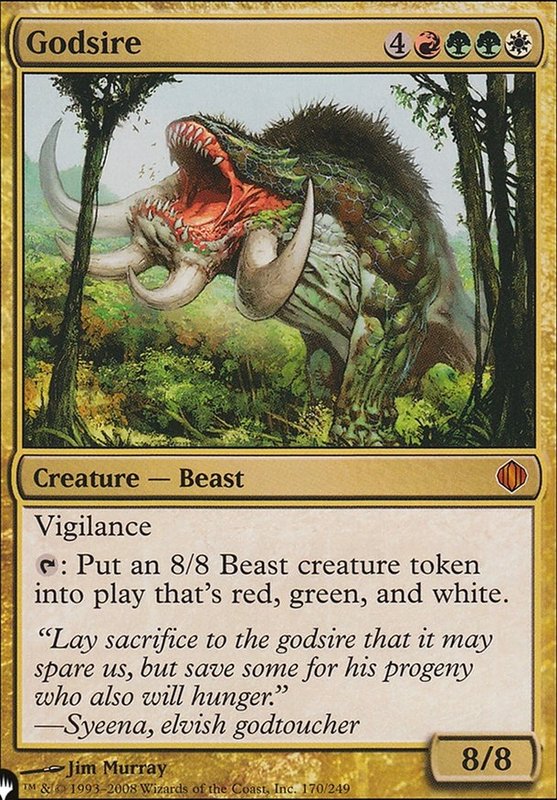 Godsire 4
Creature — Beast
Vigilance
: Put an 8/8 Beast creature token
into play that's red, green, and white.
“Lay sacrifice to the godsire that it may
spare us, but save some for his progeny
who also will hunger.”
—Syeena, elvish godtoucher
8/8
Jim Murray
™ & © 1993–2008 Wizards of the Coast, Inc. 170/249